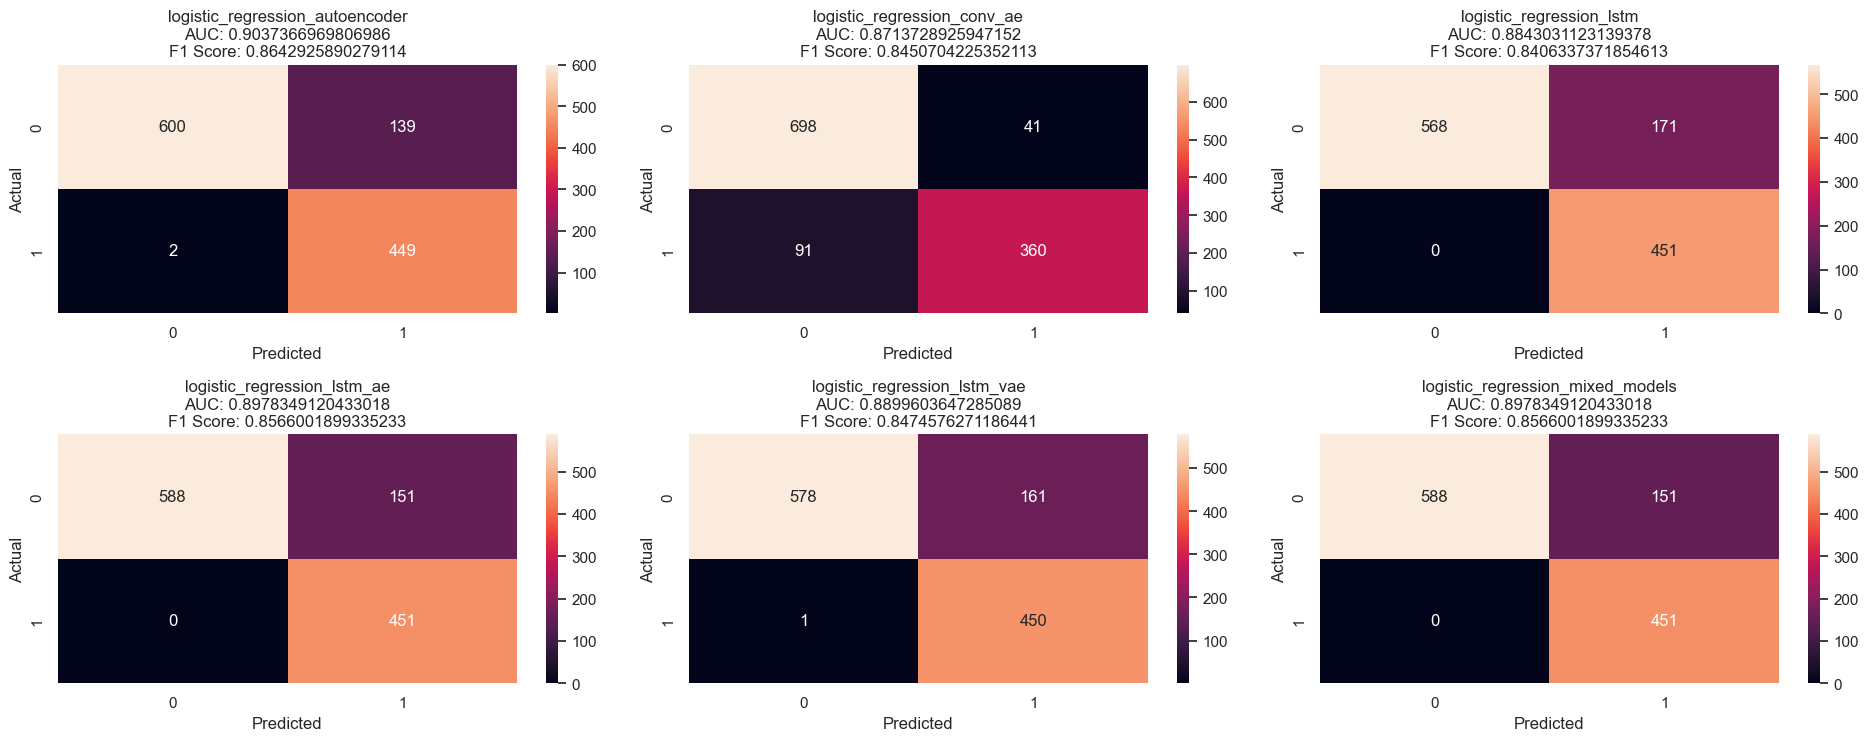 logistic_regression_autoencoder
AUC: 0.9037366969806986
F1 Score: 0.8642925890279114
600
139
2
449
0
1
Actual
0
1
Predicted
600
500
400
300
200
100
logistic_regression_conv_ae
AUC: 0.8713728925947152
F1 Score: 0.8450704225352113
698
41
91
360
0
1
Actual
0
1
Predicted
600
500
400
300
200
100
logistic_regression_lstm
AUC: 0.8843031123139378
F1 Score: 0.8406337371854613
568
171
0
451
0
1
Actual
0
1
Predicted
500
400
300
200
100
0
logistic_regression_lstm_ae
AUC: 0.8978349120433018
F1 Score: 0.8566001899335233
588
151
0
451
0
1
Actual
0
1
Predicted
500
400
300
200
100
0
logistic_regression_lstm_vae
AUC: 0.8899603647285089
F1 Score: 0.8474576271186441
578
161
1
450
0
1
Actual
0
1
Predicted
500
400
300
200
100
logistic_regression_mixed_models
AUC: 0.8978349120433018
F1 Score: 0.8566001899335233
588
151
0
451
0
1
Actual
0
1
Predicted
500
400
300
200
100
0